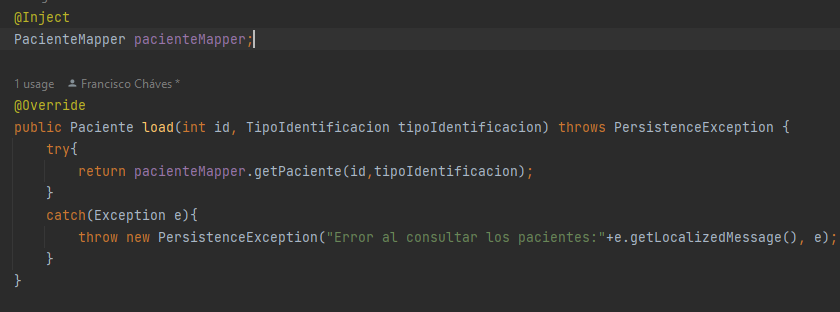 @Inject
PacienteMapper pacienteMapper;
1 usage Francisco Cháves *
@Override
public Paciente load(int id, TipoIdentificacion tipoIdentificacion) throws PersistenceException {
try{
return pacienteMapper.getPaciente(id,tipoIdentificacion);
}
catch(Exception e){
throw new PersistenceException("Error al consultar los pacientes:"+e.getLocalizedMessage(), e);
}
}